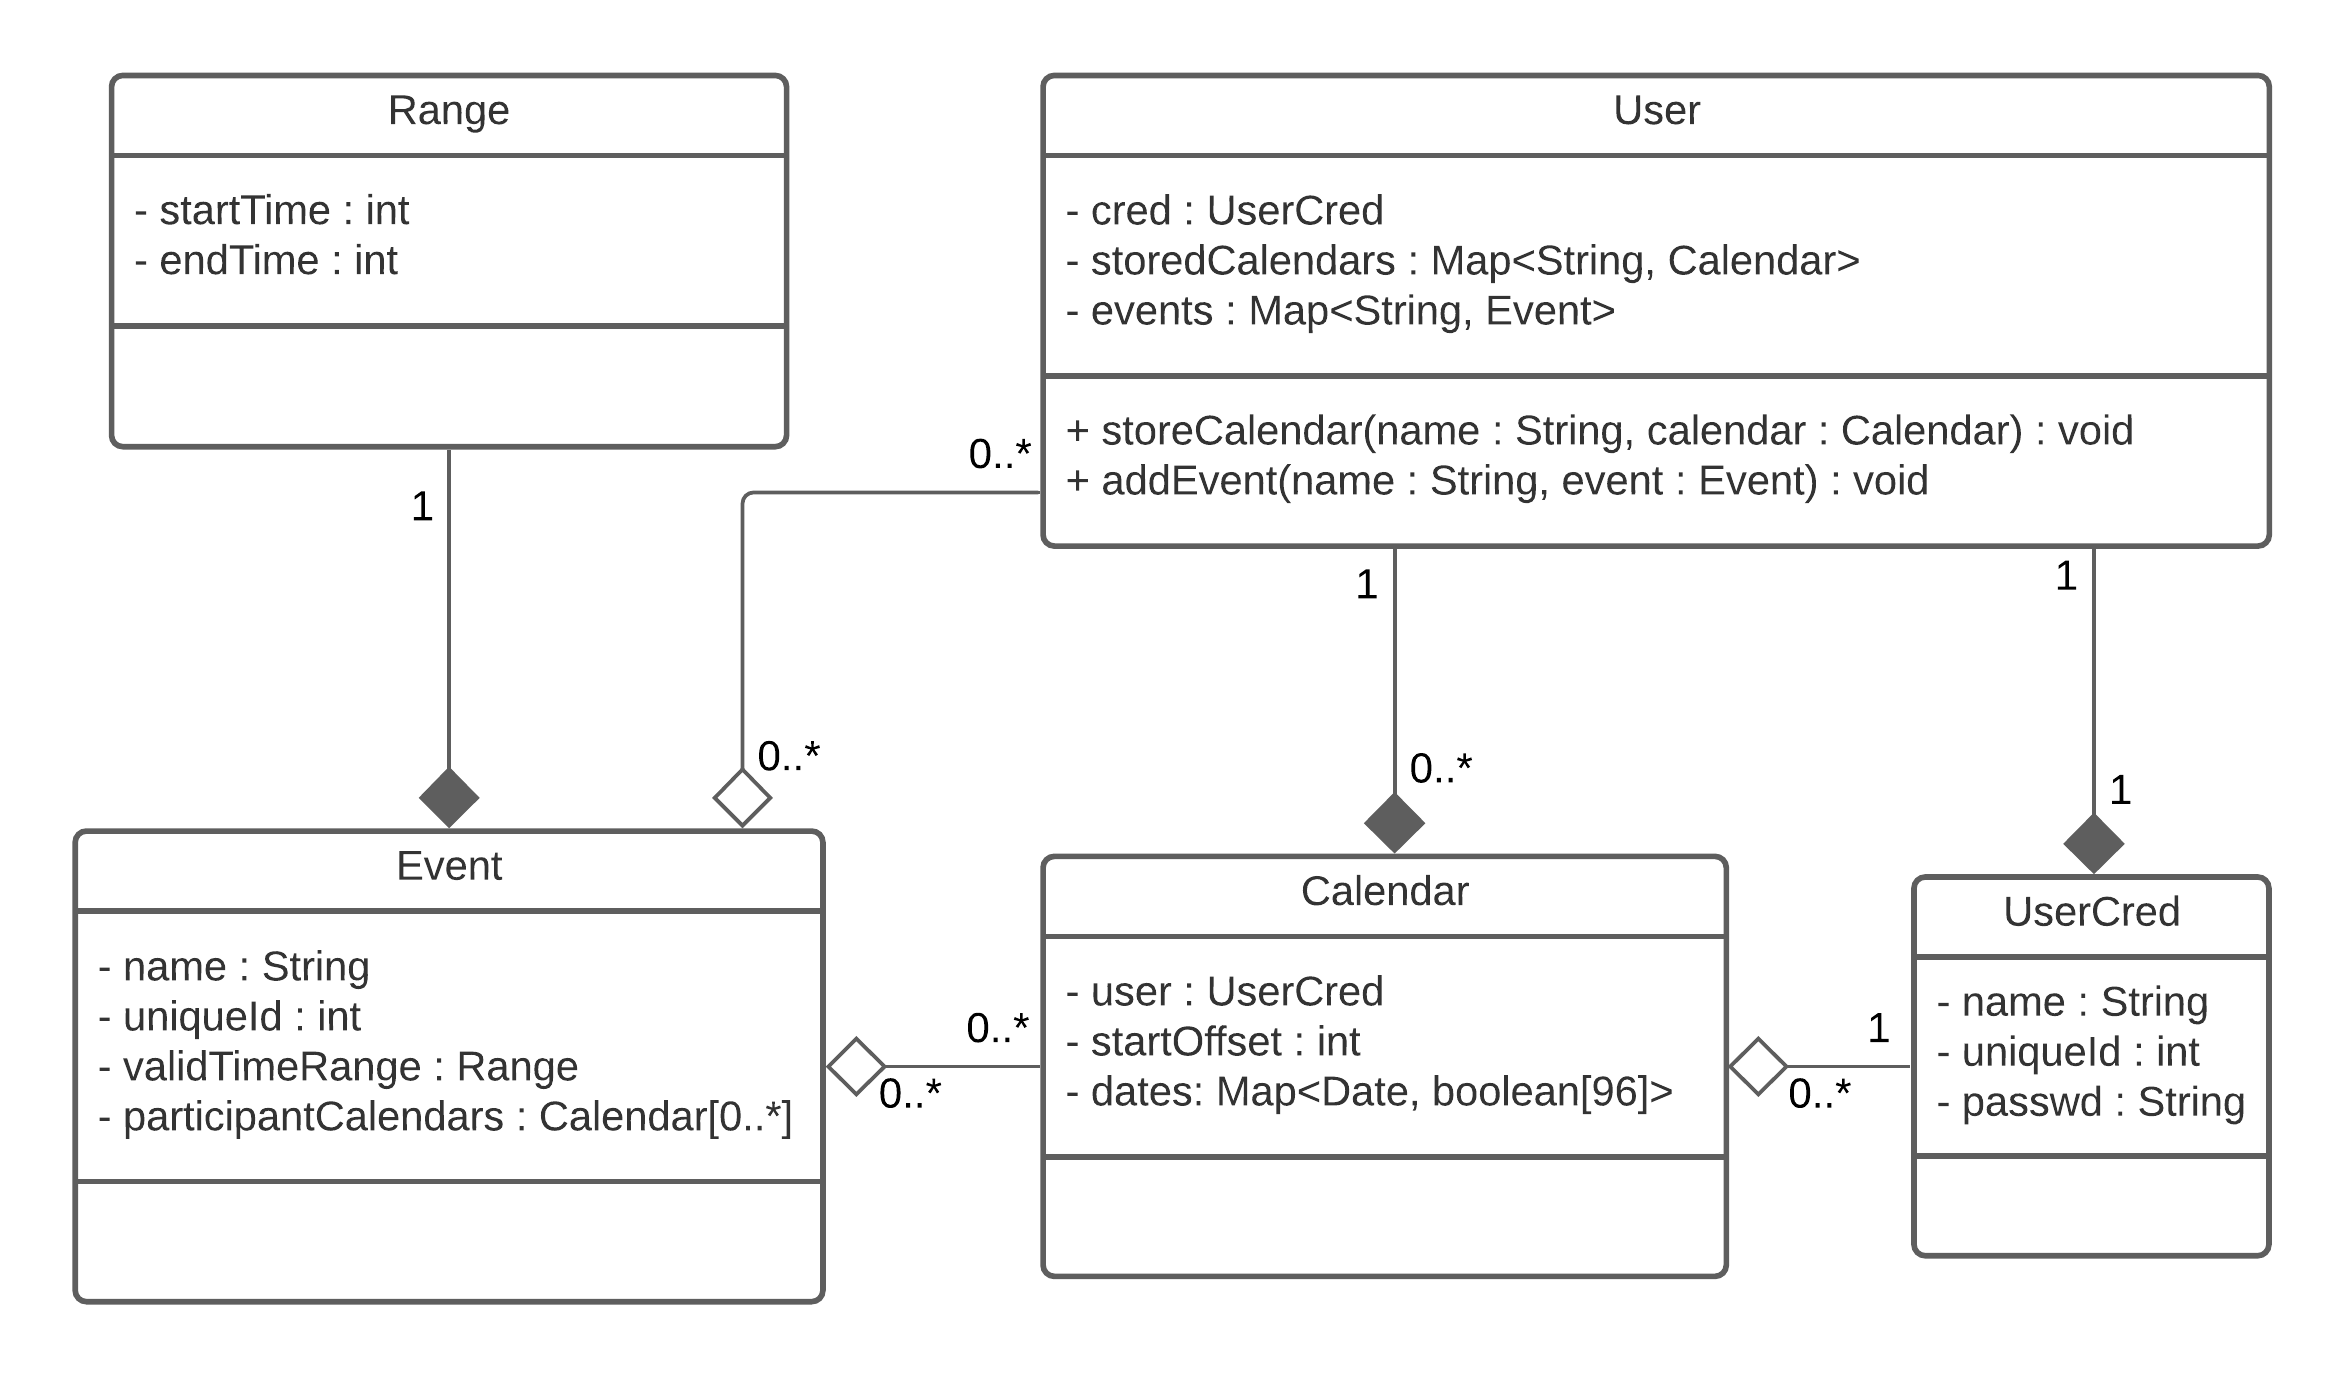 Range
- startTime : int
- endTime : int
User
- cred : UserCred
- storedCalendars : Map<String, Calendar>
- events : Map<String, Event>
+ storeCalendar(name : String, calendar : Calendar) : void
+ addEvent(name : String, event : Event) : void
0..*
1
1
1
0..*
0..*
1
Event
- name : String
- uniqueId : int
- validTimeRange : Range
- participantCalendars : Calendar[0..*]
0..*
0..*
Calendar
- user : UserCred
- startOffset : int
- dates: Map<Date, boolean[96]>
1
0..*
UserCred
- name : String
- uniqueId : int
- passwd : String